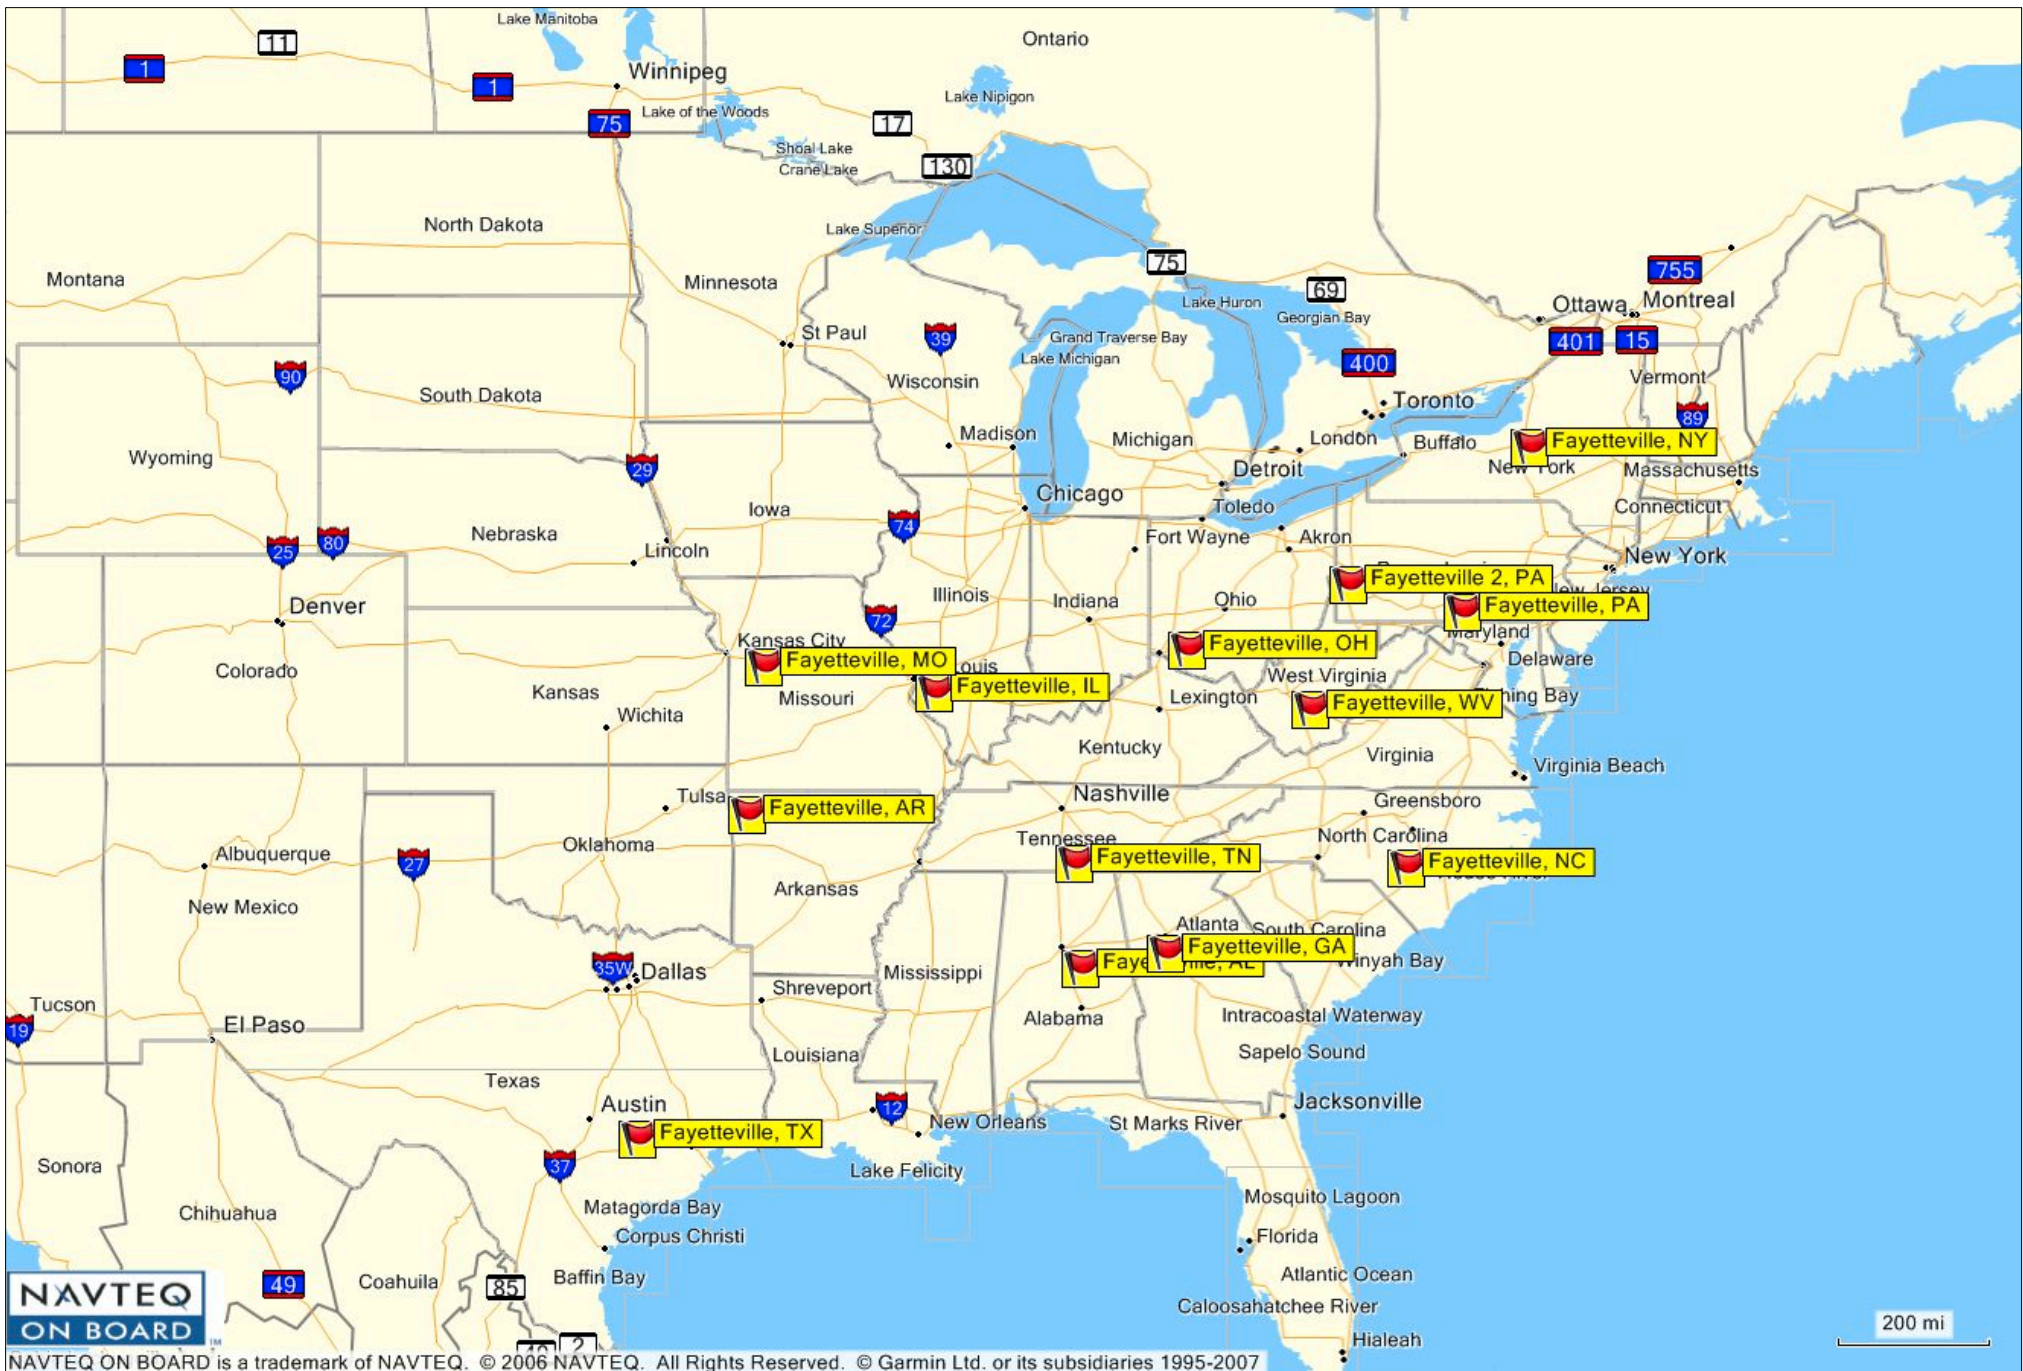 Lake Manitoba
Ontario
11
1
1
Winnipeg
Lake Nipigon
Lake of the Woods
75
17
Shoal Lake
Crane Lake
130
North Dakota
Lake Superior
Montana
Minnesota
75
755
Lake Huron
69
Georgian Bay
Ottawa
Montreal
St Paul
39
Grand Traverse Bay
Lake Michigan
401
15
400
90
Wisconsin
Vermont
South Dakota
Toronto
89
Madison
Michigan
London
Buffalo
Fayetteville, NY
Wyoming
29
Detroit
New York
Massachusetts
Chicago
Toledo
Connecticut
Iowa
74
Nebraska
25
80
Lincoln
Fort Wayne
Akron
New York
Fayetteville 2, PA
Denver
Illinois
Indiana
Ohio
Fayetteville, PA
New Jersey
72
Kansas City
Maryland
Fayetteville, OH
Fayetteville, MO
Louis
Delaware
Colorado
West Virginia
Kansas
Missouri
Fayetteville, IL
Lexington
Fayetteville, WV
hing Bay
Wichita
Kentucky
Virginia
Virginia Beach
Tulsa
Nashville
Greensboro
Fayetteville, AR
Oklahoma
Tennessee
North Carolina
Albuquerque
27
Fayetteville, TN
Fayetteville, NC
Arkansas
New Mexico
Atlanta
South Carolina
Fayetteville, GA
Fayetteville, AL
Winyah Bay
35W
Dallas
Mississippi
Shreveport
Tucson
19
El Paso
Alabama
Intracoastal Waterway
Louisiana
Sapelo Sound
Texas
Austin
12
Jacksonville
New Orleans
St Marks River
Fayetteville, TX
Sonora
37
Lake Felicity
Mosquito Lagoon
Chihuahua
Matagorda Bay
Corpus Christi
Florida
49
Coahuila
85
Baffin Bay
Atlantic Ocean
Caloosahatchee River
NAVTEQ
ON BOARD
TM
2
200 mi
Hialeah
NAVTEQ ON BOARD is a trademark of NAVTEQ. © 2006 NAVTEQ. All Rights Reserved. © Garmin Ltd. or its subsidiaries 1995-2007